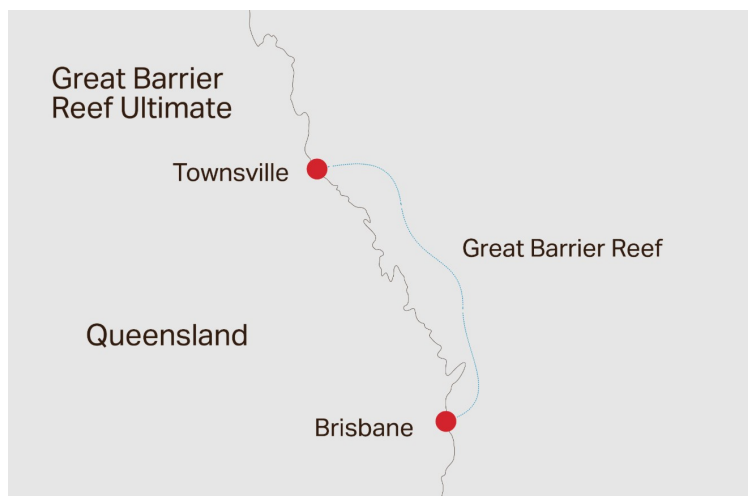 Great Barrier
Reef Ultimate
Townsville
Great Barrier Reef
Queensland
Brisbane